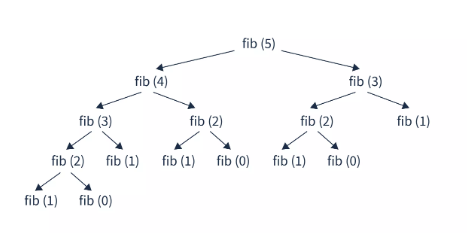 fib (5)
fib (4) fib (3)
fib (3) fib (2) fib (2) fib (1)
fib (2) fib (1) fib (1) fib (0) fib (1) fib (0)
fib (1) fib (0)